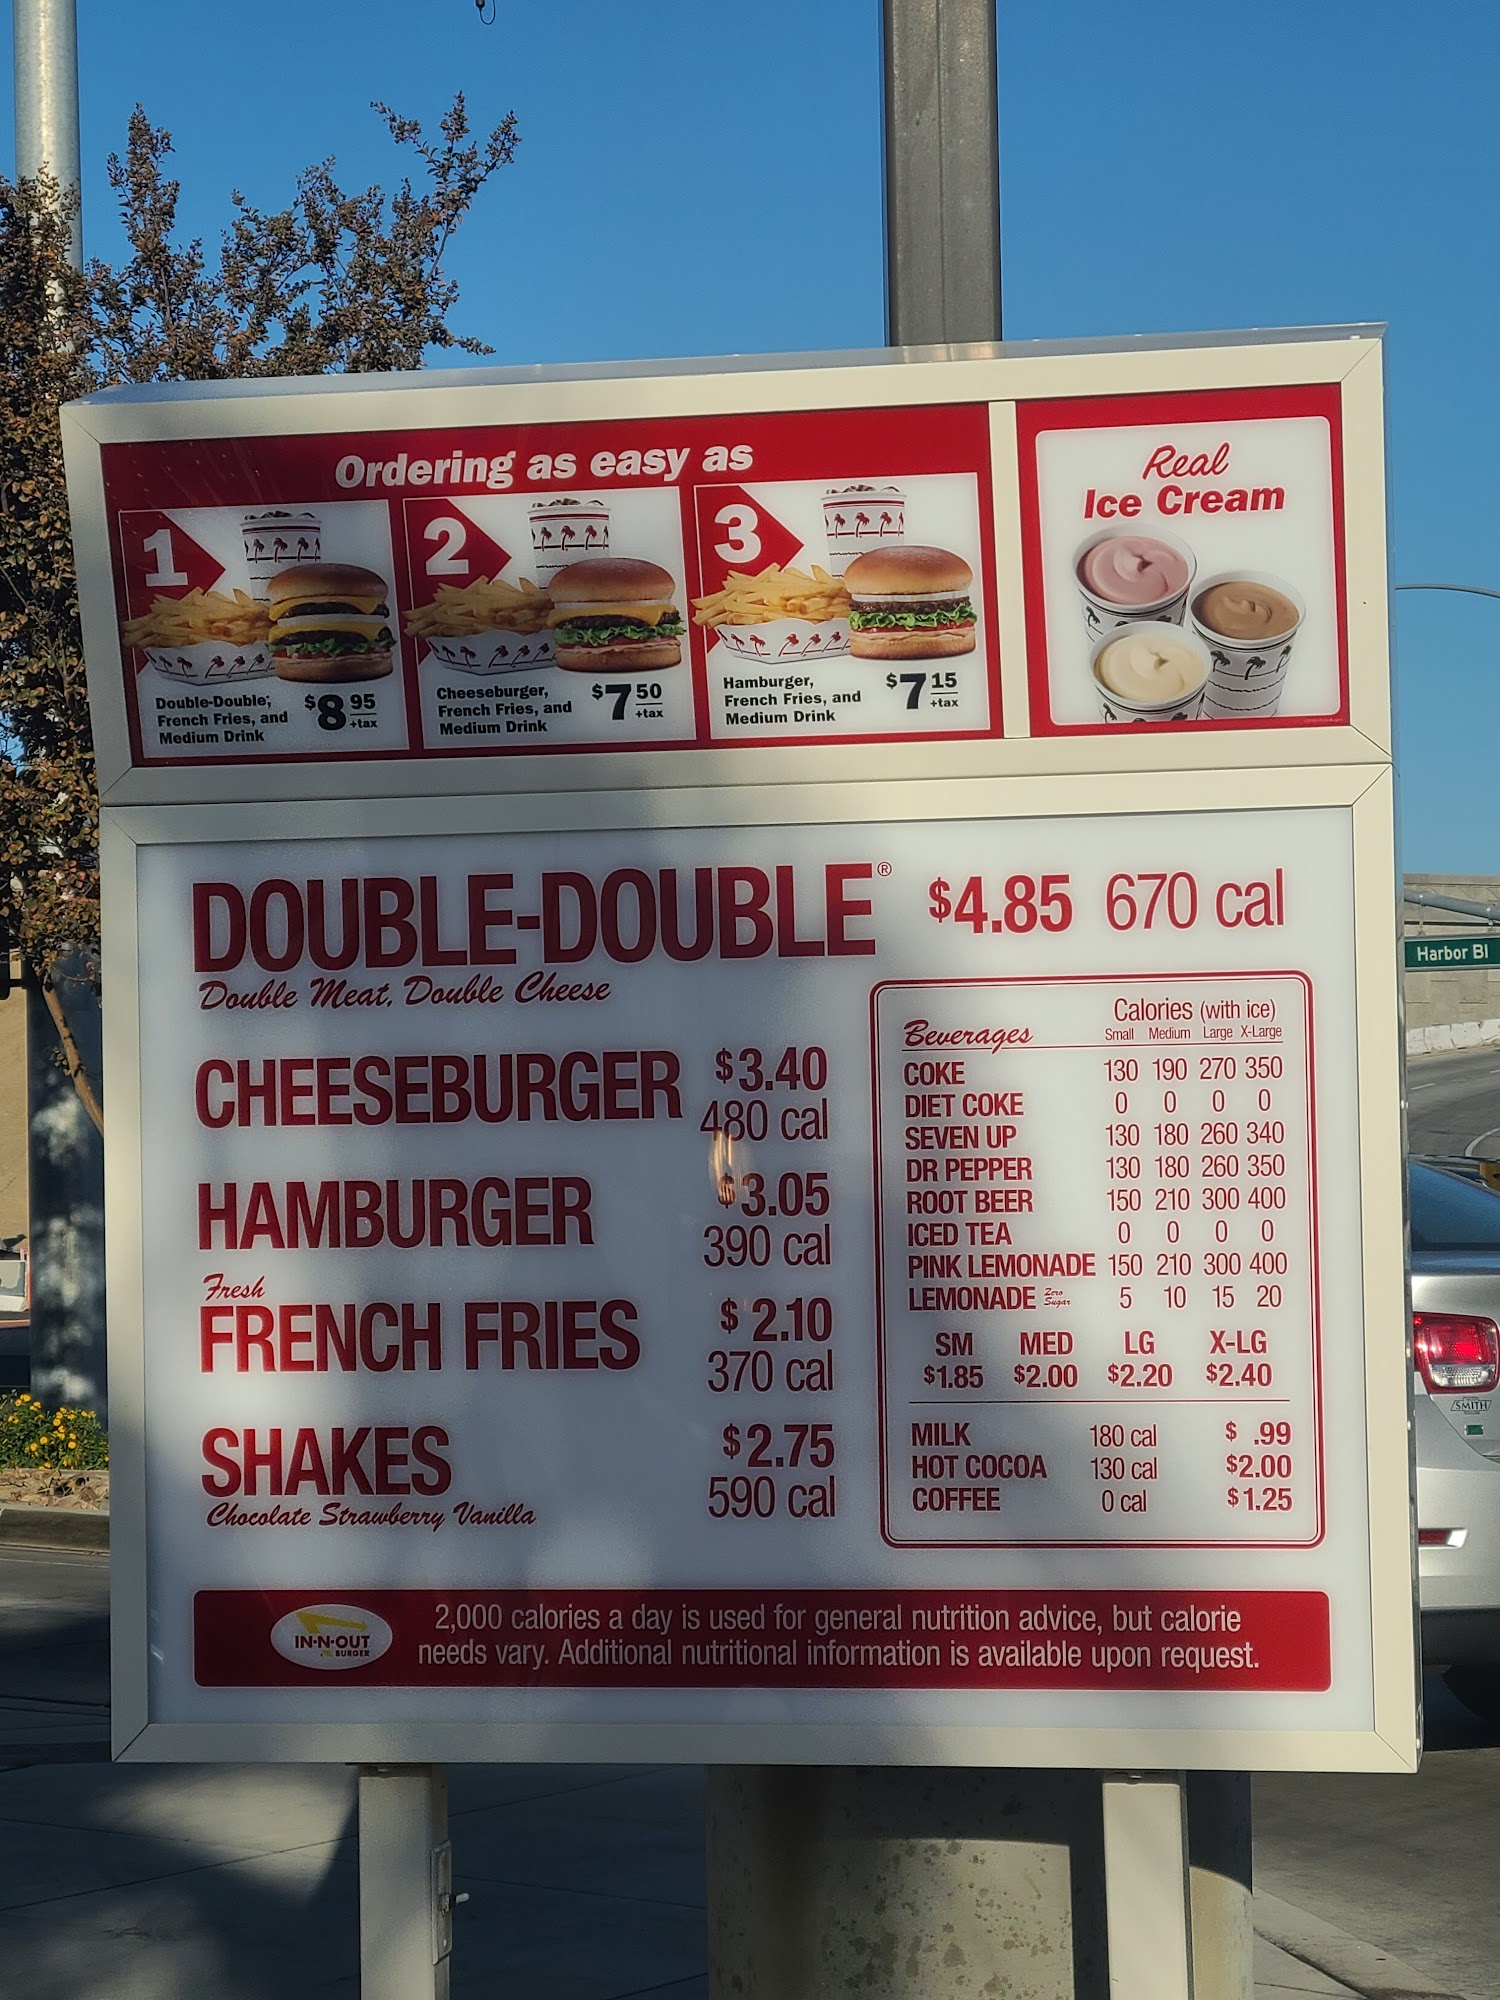 Ordering as easy as
1
Double-Double,
French Fries, and
Medium Drink
$8 95
+tax
2
Cheeseburger,
French Fries, and
Medium Drink
$7 50
+tax
3
Hamburger,
French Fries, and
Medium Drink
$7 15
+tax
Real
Ice Cream
DOUBLE-DOUBLE® $4.85 670 cal
Double Meat, Double Cheese
CHEESEBURGER $3.40
480 cal
HAMBURGER $3.05
390 cal
Fresh
FRENCH FRIES $2.10
370 cal
SHAKES $2.75
590 cal
Chocolate Strawberry Vanilla
Calories (with ice)
Beverages Small Medium Large X-Large
COKE 130 190 270 350
DIET COKE 0 0 0 0
SEVEN UP 130 180 260 340
DR PEPPER 130 180 260 350
ROOT BEER 150 210 300 400
ICED TEA 0 0 0 0
PINK LEMONADE 150 210 300 400
LEMONADE Zero Sugar 5 10 15 20
SM MED LG X-LG
$1.85 $2.00 $2.20 $2.40
MILK 180 cal $ .99
HOT COCOA 130 cal $2.00
COFFEE 0 cal $1.25
IN-N-OUT
BURGER
2,000 calories a day is used for general nutrition advice, but calorie
needs vary. Additional nutritional information is available upon request.
Harbor Bl
SMITH